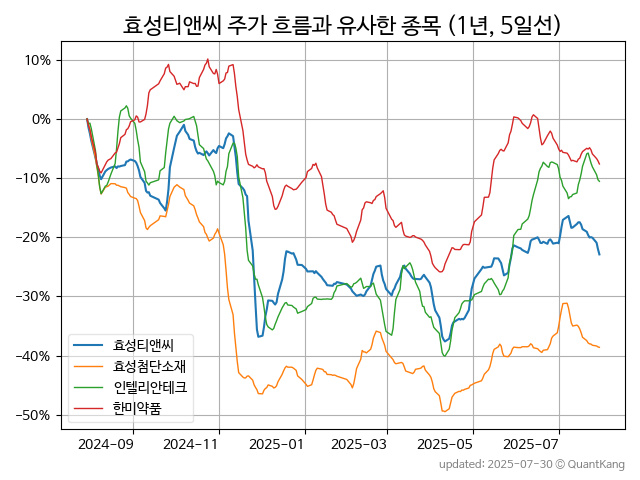 효성티앤씨 주가 흐름과 유사한 종목 (1년, 5일선)
10%
0%
−10%
−20%
−30%
−40%
−50%
효성티앤씨
효성첨단소재
인텔리안테크
한미약품
2024-09
2024-11
2025-01
2025-03
2025-05
2025-07
updated: 2025-07-30 © QuantKang